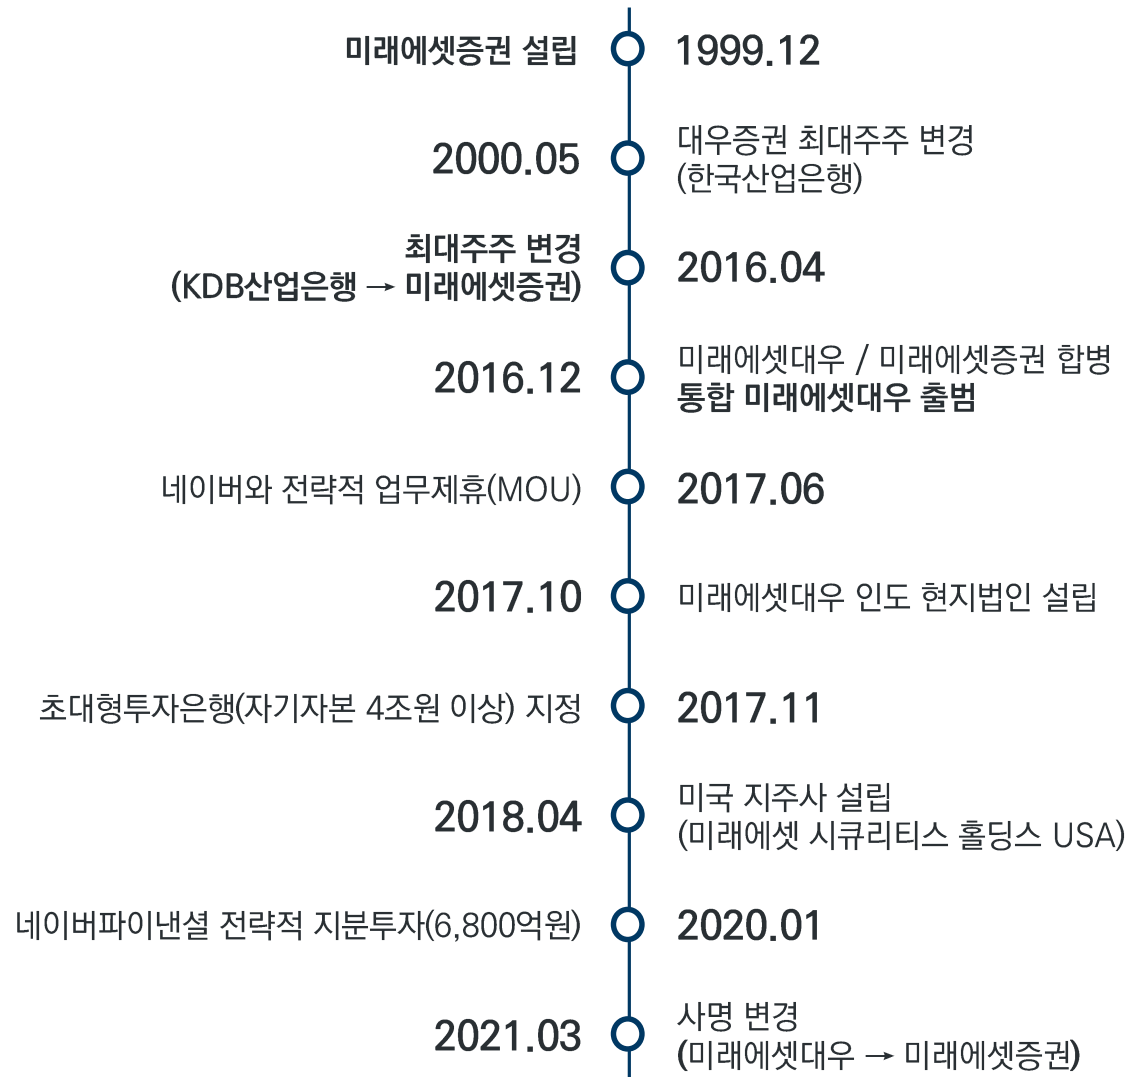 미래에셋증권 설립
1999.12
2000.05
대우증권 최대주주 변경
(한국산업은행)
최대주주 변경
(KDB산업은행 → 미래에셋증권)
2016.04
2016.12
미래에셋대우 / 미래에셋증권 합병
통합 미래에셋대우 출범
네이버와 전략적 업무제휴(MOU)
2017.06
2017.10
미래에셋대우 인도 현지법인 설립
초대형투자은행(자기자본 4조원 이상) 지정
2017.11
2018.04
미국 지주사 설립
(미래에셋 시큐리티스 홀딩스 USA)
네이버파이낸셜 전략적 지분투자(6,800억원)
2020.01
2021.03
사명 변경
(미래에셋대우 → 미래에셋증권)